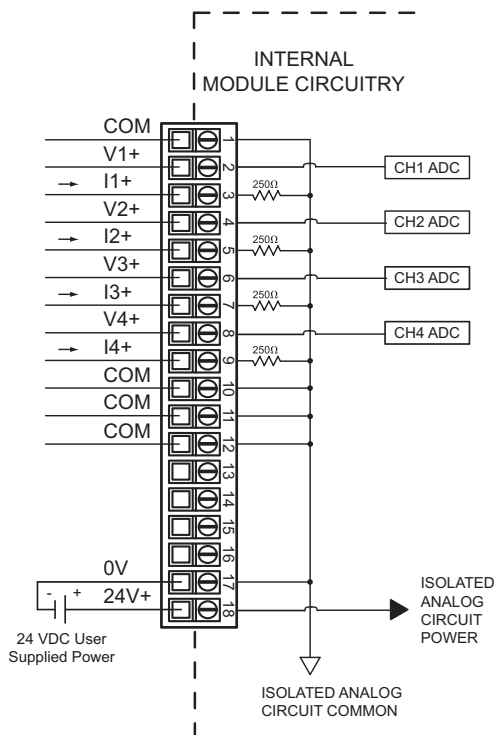 INTERNAL
MODULE CIRCUITRY
COM
1
V1+
2
CH1 ADC
→ I1+
3
250Ω
V2+
4
CH2 ADC
→ I2+
5
250Ω
V3+
6
CH3 ADC
→ I3+
7
250Ω
V4+
8
CH4 ADC
→ I4+
9
250Ω
COM
10
COM
11
COM
12
13
14
15
16
0V
17
- + 24V+
18
24 VDC User
Supplied Power
ISOLATED
ANALOG
CIRCUIT
POWER
ISOLATED ANALOG
CIRCUIT COMMON